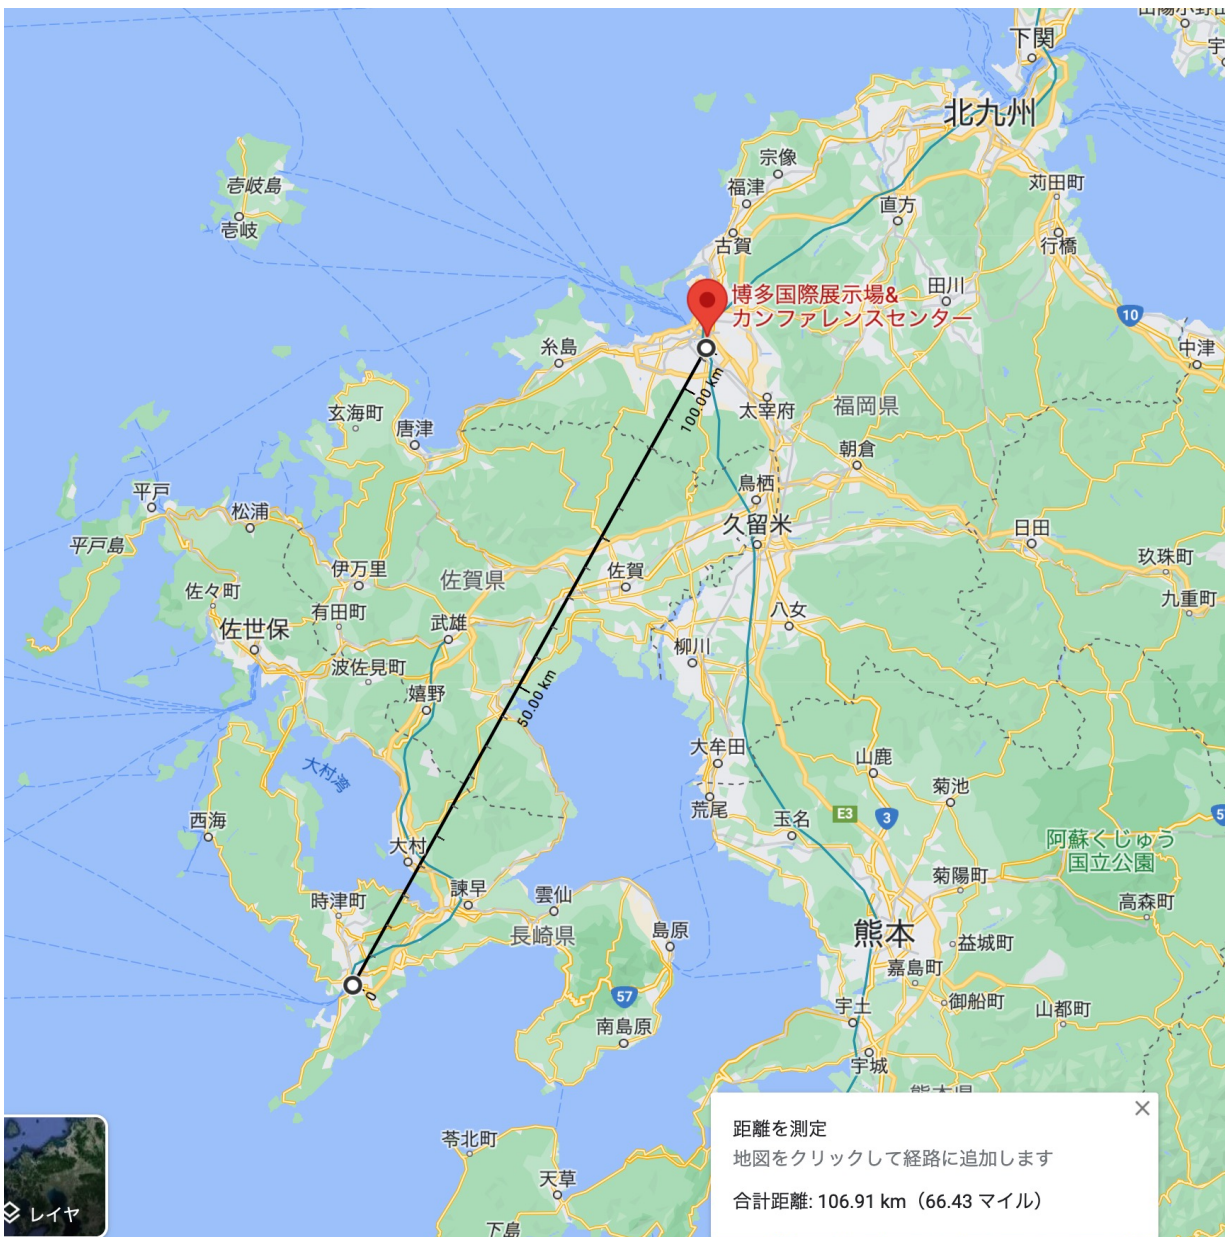 下関
北九州
宗像
福津
苅田町
直方
古賀
行橋
壱岐島
壱岐
田川
博多国際展示場&
カンファレンスセンター
10
糸島
中津
100.00 km
太宰府
福岡県
玄海町
唐津
朝倉
平戸
松浦
鳥栖
久留米
日田
平戸島
玖珠町
伊万里
佐賀県
佐賀
佐々町
有田町
九重町
八女
佐世保
武雄
柳川
波佐見町
嬉野
50.00 km
大村湾
大牟田
山鹿
菊池
西海
荒尾
玉名
E3
3
5
阿蘇くじゅう
国立公園
大村
諫早
菊陽町
時津町
雲仙
高森町
長崎県
島原
熊本
益城町
嘉島町
0
57
南島原
御船町
宇土
山都町
宇城
熊本県
苓北町
天草
下島
レイヤ
距離を測定
地図をクリックして経路に追加します
合計距離: 106.91 km（66.43 マイル）